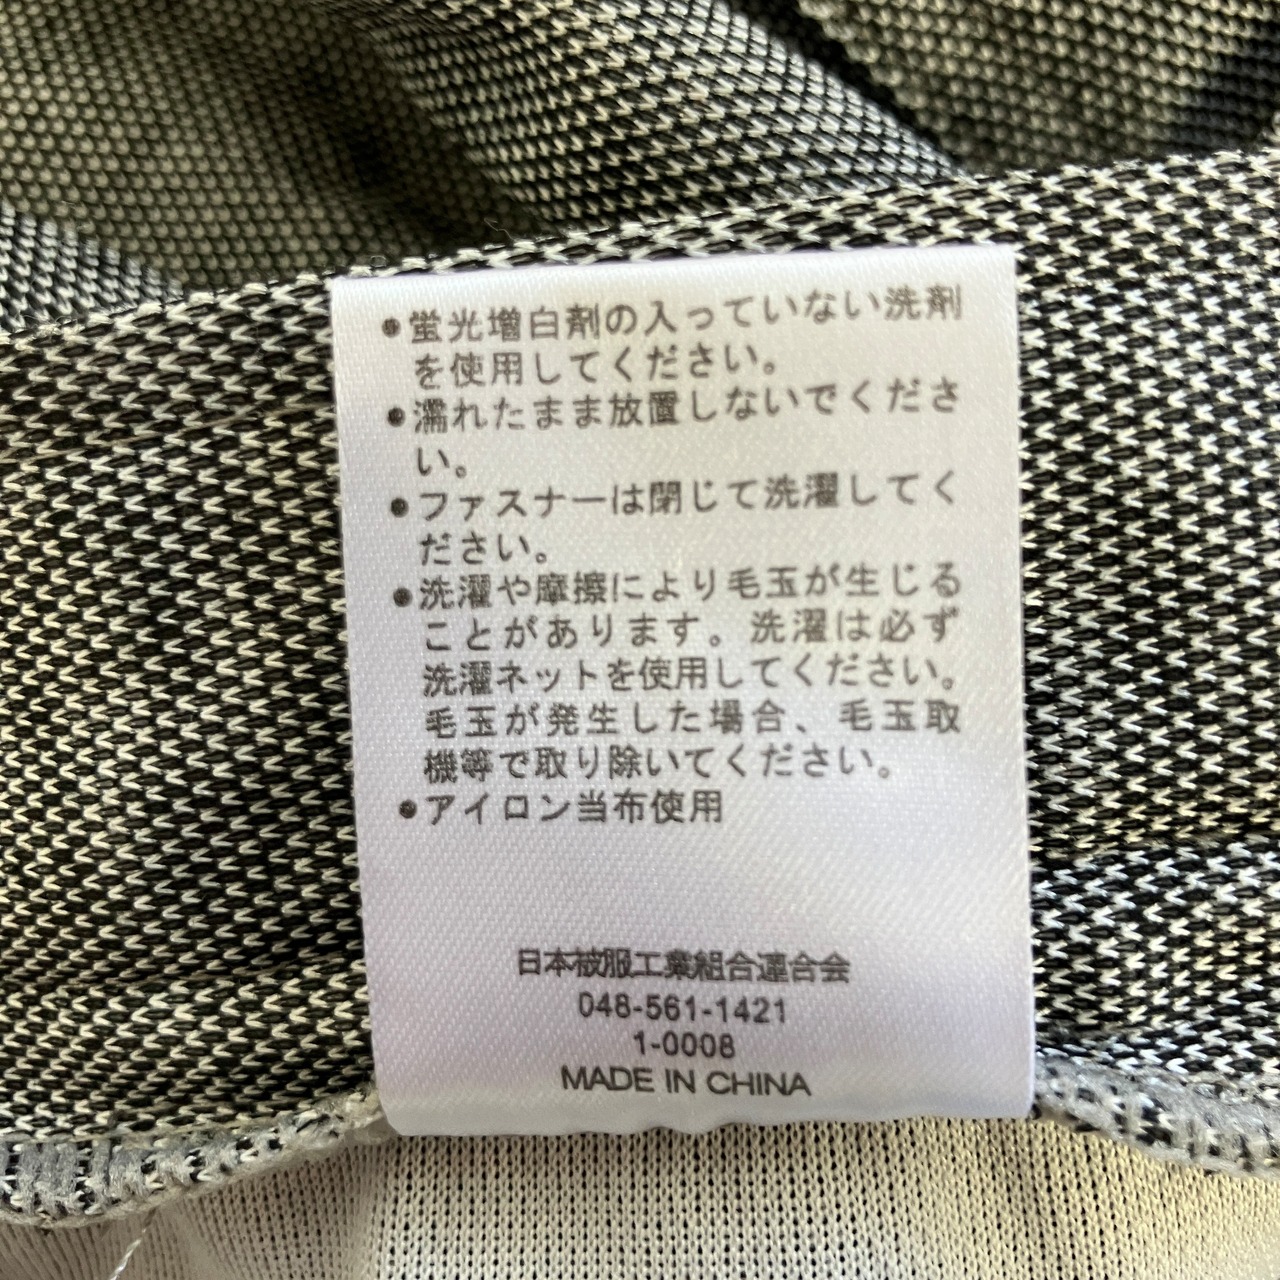 ●蛍光増白剤の入っていない洗剤
を使用してください。
●濡れたまま放置しないでくださ
い。
●ファスナーは閉じて洗濯してく
ださい。
●洗濯や摩擦により毛玉が生じる
ことがあります。洗濯は必ず
洗濯ネットを使用してください。
毛玉が発生した場合、毛玉取
機等で取り除いてください。
●アイロン当布使用
日本被服工業組合連合会
048-561-1421
1-0008
MADE IN CHINA